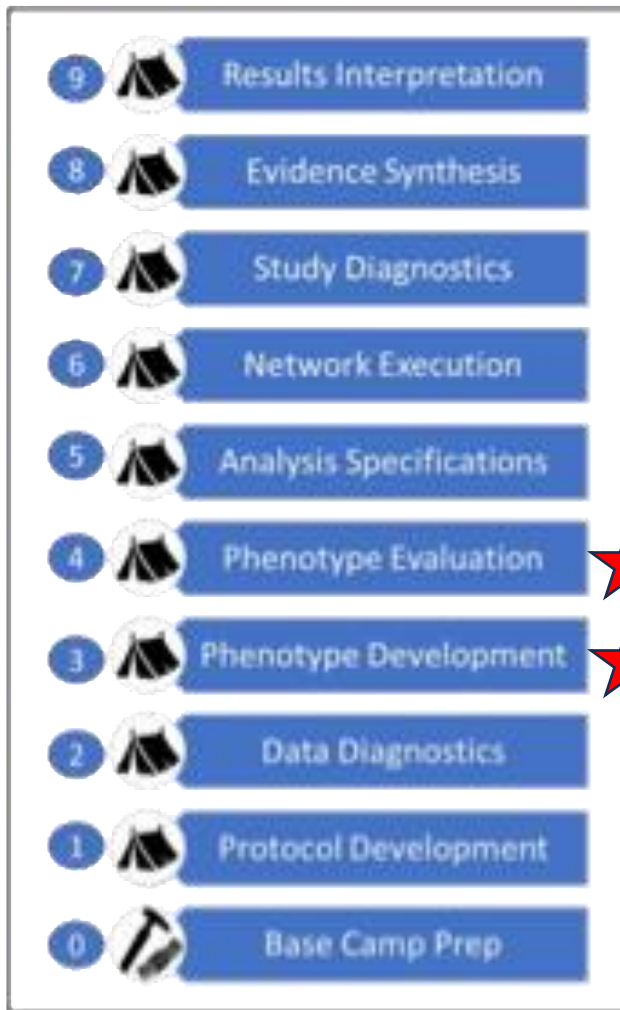 9 Results Interpretation
8 Evidence Synthesis
7 Study Diagnostics
6 Network Execution
5 Analysis Specifications
4 Phenotype Evaluation
3 Phenotype Development
2 Data Diagnostics
1 Protocol Development
0 Base Camp Prep